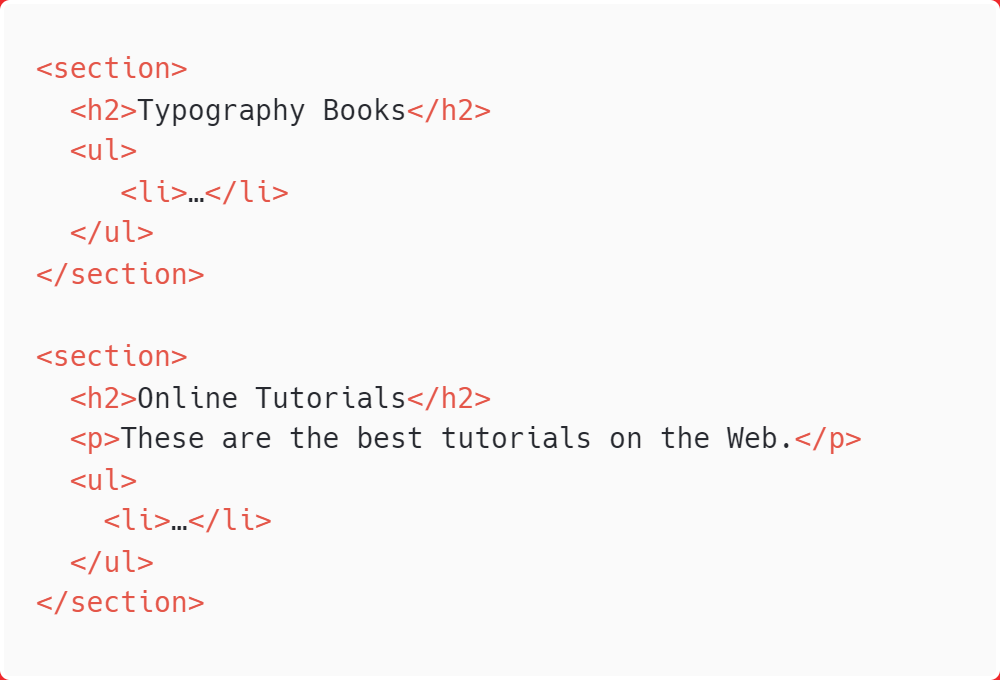 <section>
  <h2>Typography Books</h2>
  <ul>
     <li>…</li>
  </ul>
</section>

<section>
  <h2>Online Tutorials</h2>
  <p>These are the best tutorials on the Web.</p>
  <ul>
    <li>…</li>
  </ul>
</section>